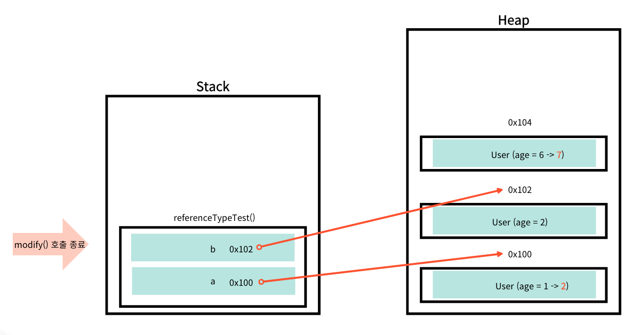 Heap
Stack
0x104
User (age = 6 -> 7)
0x102
User (age = 2)
0x100
User (age = 1 -> 2)
referenceTypeTest()
b 0x102
a 0x100
modify() 호출 종료